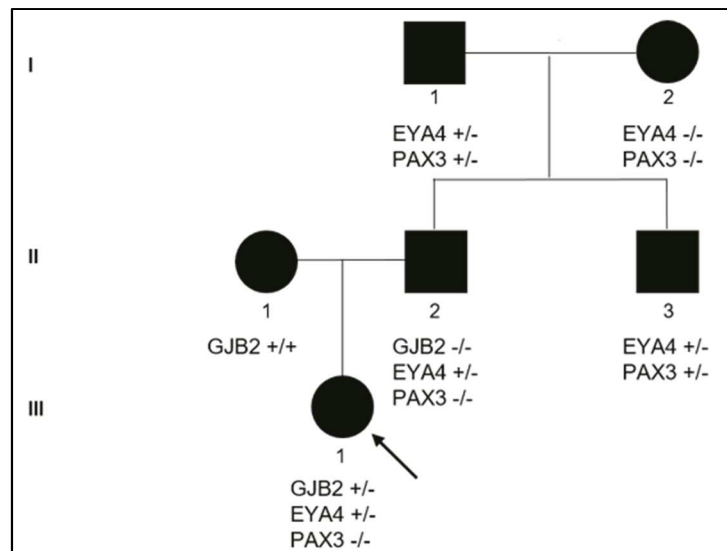 I
1
2
EYA4 +/-
PAX3 +/-
EYA4 -/-
PAX3 -/-
II
1
2
3
GJB2 +/+
GJB2 -/-
EYA4 +/-
PAX3 -/-
EYA4 +/-
PAX3 +/-
III
1
GJB2 +/-
EYA4 +/-
PAX3 -/-